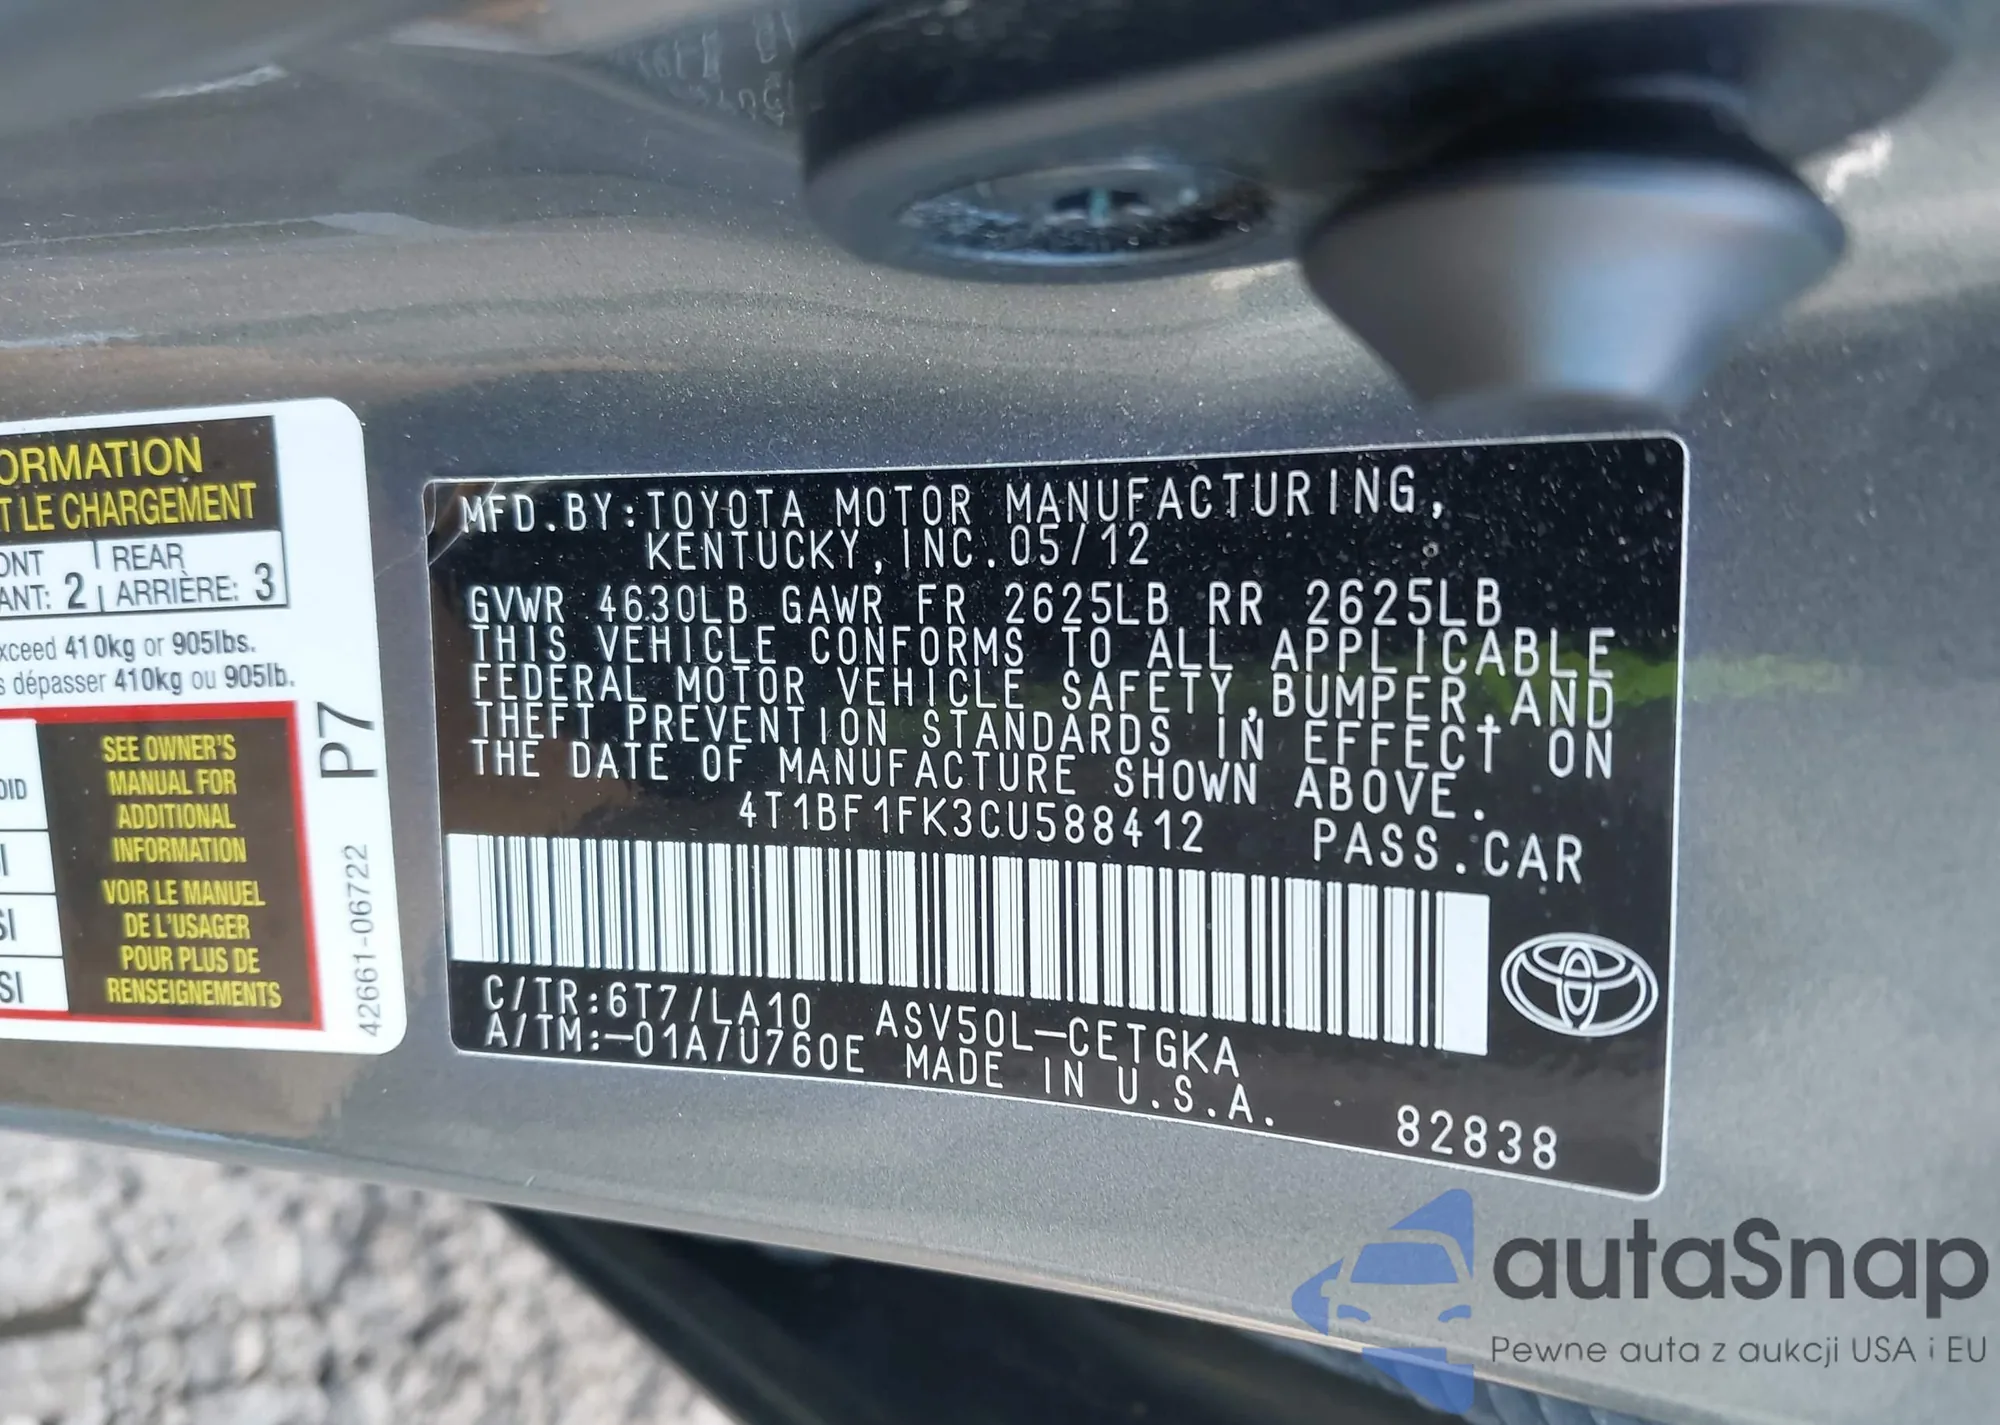 ORMATION
T LE CHARGEMENT
ONT
REAR
ANT: 2
ARRIÈRE: 3
xceed 410kg or 905lbs.
s dépasser 410kg ou 905lb.
SEE OWNER'S
MANUAL FOR
ADDITIONAL
INFORMATION
VOIR LE MANUEL
DE L'USAGER
POUR PLUS DE
RENSEIGNEMENTS
OID
SI
SI
P7
42661-06722
MFD.BY:TOYOTA MOTOR MANUFACTURING,
KENTUCKY,INC.05/12
GVWR 4630LB GAWR FR 2625LB RR 2625LB
THIS VEHICLE CONFORMS TO ALL APPLICABLE
FEDERAL MOTOR VEHICLE SAFETY,BUMPER,AND
THEFT PREVENTION STANDARDS IN EFFECT ON
THE DATE OF MANUFACTURE SHOWN ABOVE.
4T1BF1FK3CU588412 PASS.CAR
C/TR:6T7/LA10 ASV50L-CETGKA
A/TM:-01A/U760E MADE IN U.S.A.
82838
autaSnap
Pewne auta z aukcji USA i EU